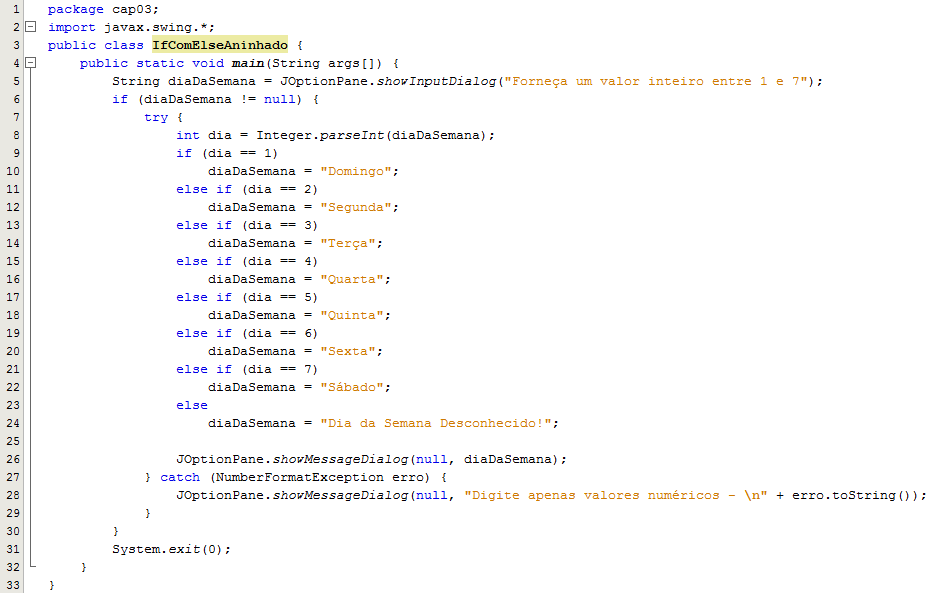 1 package cap03;
2 import javax.swing.*;
3 public class IfComElseAninhado {
4     public static void main(String args[]) {
5         String diaDaSemana = JOptionPane.showInputDialog("Forneça um valor inteiro entre 1 e 7");
6         if (diaDaSemana != null) {
7             try {
8                 int dia = Integer.parseInt(diaDaSemana);
9                 if (dia == 1)
10                     diaDaSemana = "Domingo";
11                 else if (dia == 2)
12                     diaDaSemana = "Segunda";
13                 else if (dia == 3)
14                     diaDaSemana = "Terça";
15                 else if (dia == 4)
16                     diaDaSemana = "Quarta";
17                 else if (dia == 5)
18                     diaDaSemana = "Quinta";
19                 else if (dia == 6)
20                     diaDaSemana = "Sexta";
21                 else if (dia == 7)
22                     diaDaSemana = "Sábado";
23                 else
24                     diaDaSemana = "Dia da Semana Desconhecido!";
25
26                 JOptionPane.showMessageDialog(null, diaDaSemana);
27             } catch (NumberFormatException erro) {
28                 JOptionPane.showMessageDialog(null, "Digite apenas valores numéricos - \n" + erro.toString());
29             }
30         }
31         System.exit(0);
32     }
33 }